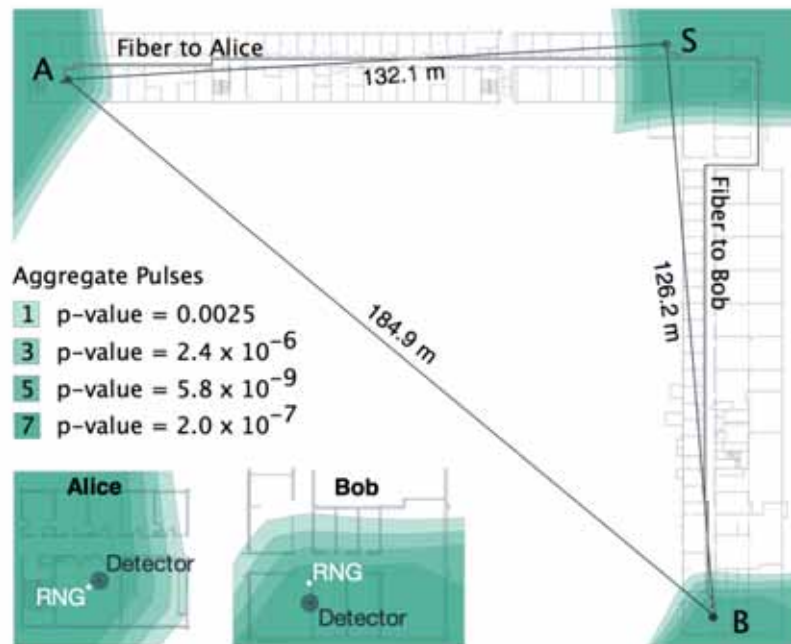 Fiber to Alice
S
A
132.1 m
Fiber to Bob
126.2 m
184.9 m
Aggregate Pulses
1 p-value = 0.0025
3 p-value = 2.4 x 10⁻⁶
5 p-value = 5.8 x 10⁻⁹
7 p-value = 2.0 x 10⁻⁷
Alice
Detector
RNG
Bob
RNG
Detector
B